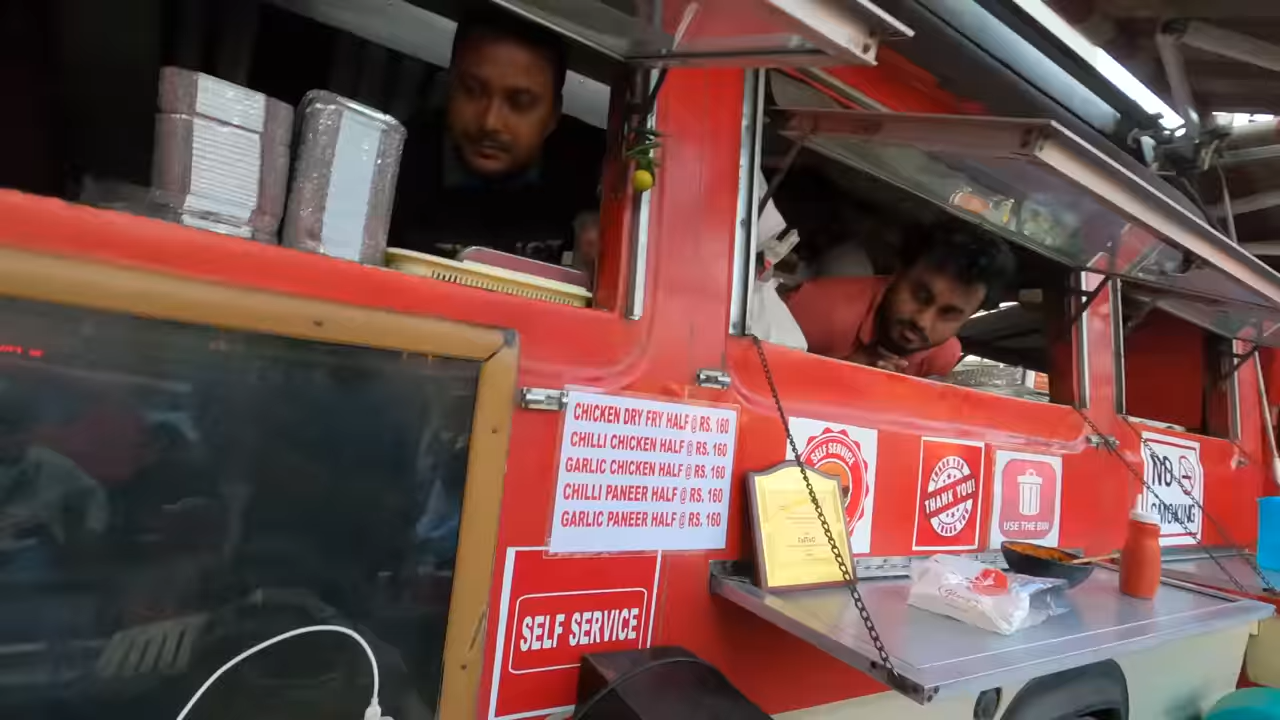 CHICKEN DRY FRY HALF @ RS. 160
CHILLI CHICKEN HALF @ RS. 160
GARLIC CHICKEN HALF @ RS. 160
CHILLI PANEER HALF @ RS. 160
GARLIC PANEER HALF @ RS. 160
SELF SERVICE
SELF SERVICE
THANK YOU!
USE THE BIN
NO
SMOKING